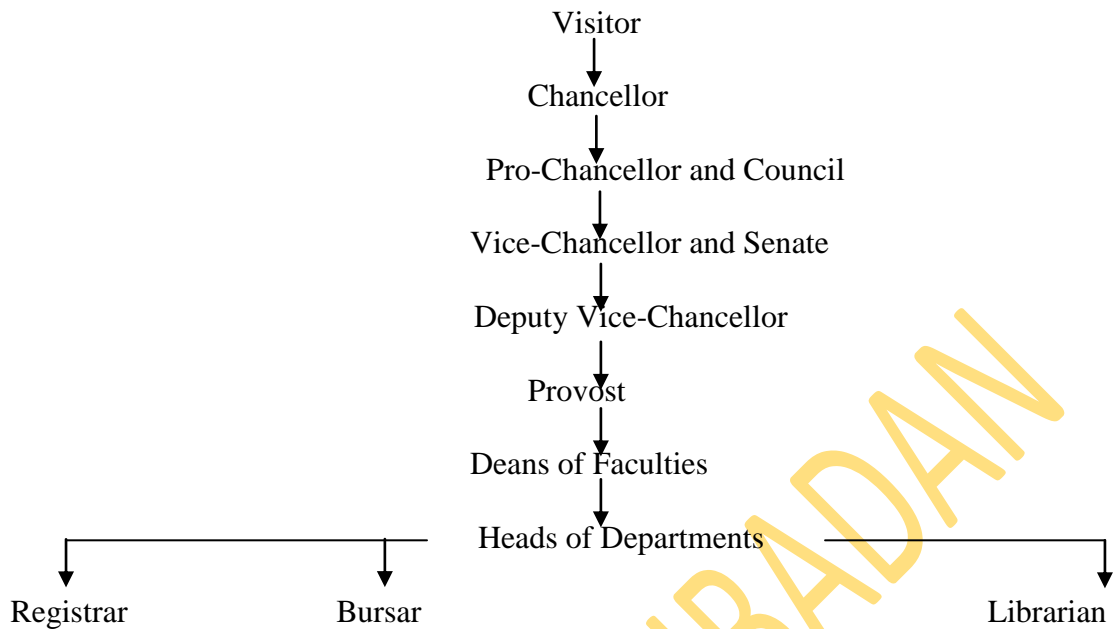 Visitor
Chancellor
Pro-Chancellor and Council
Vice-Chancellor and Senate
Deputy Vice-Chancellor
Provost
Deans of Faculties
Heads of Departments
Registrar Bursar Librarian